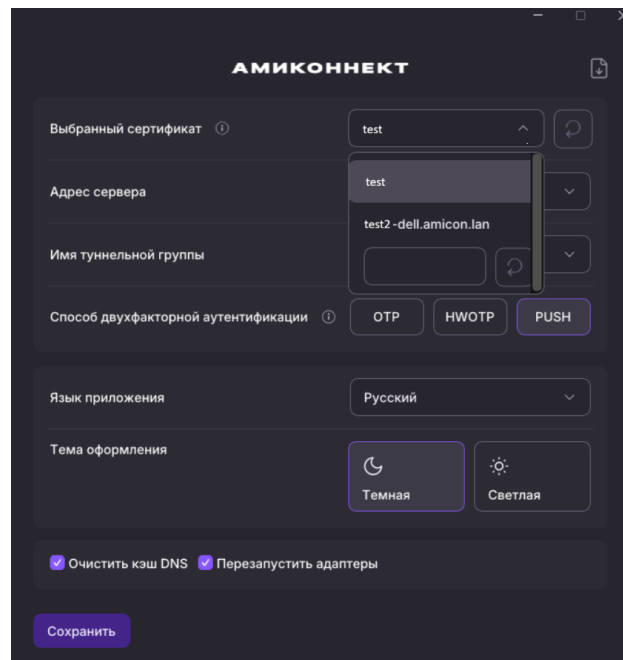 АМИКОННЕКТ
Выбранный сертификат
test
Адрес сервера
test
test2-dell.amicon.lan
Имя туннельной группы
Способ двухфакторной аутентификации
OTP HWOTP PUSH
Язык приложения
Русский
Тема оформления
Темная Светлая
Очистить кэш DNS Перезапустить адаптеры
Сохранить